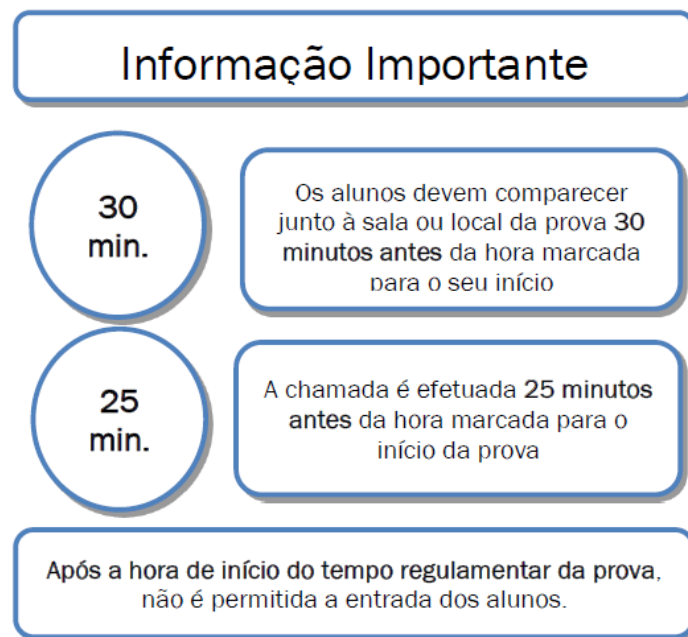 Informação Importante
30
min.
Os alunos devem comparecer
junto à sala ou local da prova 30
minutos antes da hora marcada
para o seu início
25
min.
A chamada é efetuada 25 minutos
antes da hora marcada para o
início da prova
Após a hora de início do tempo regulamentar da prova,
não é permitida a entrada dos alunos.